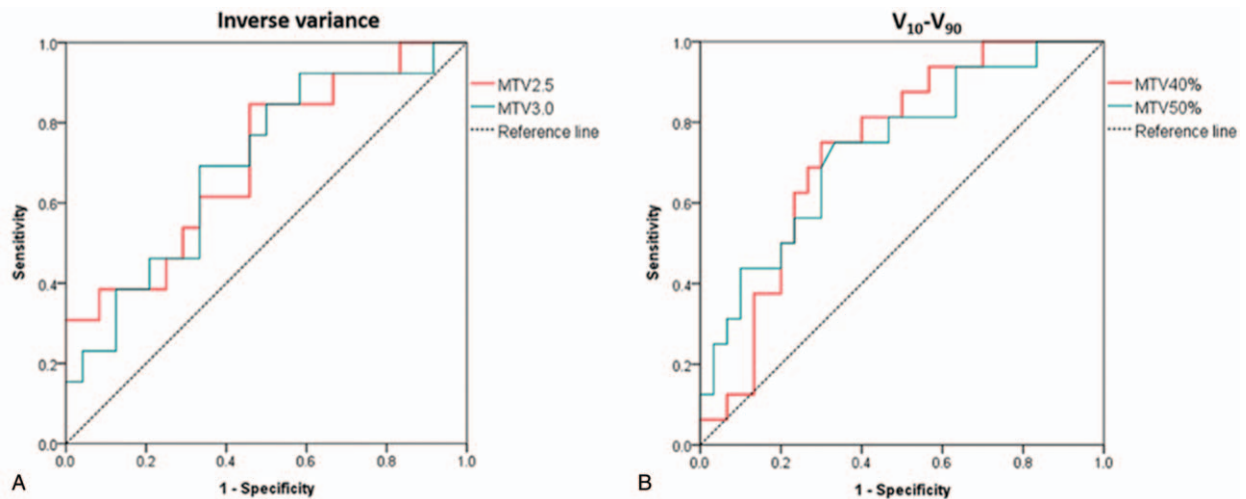 Inverse variance
1.0
0.8
0.6
0.4
0.2
0.0
Sensitivity
0.0 0.2 0.4 0.6 0.8 1.0
1 - Specificity
MTV2.5
MTV3.0
Reference line
A
V₁₀-V₉₀
1.0
0.8
0.6
0.4
0.2
0.0
Sensitivity
0.0 0.2 0.4 0.6 0.8 1.0
1 - Specificity
MTV40%
MTV50%
Reference line
B